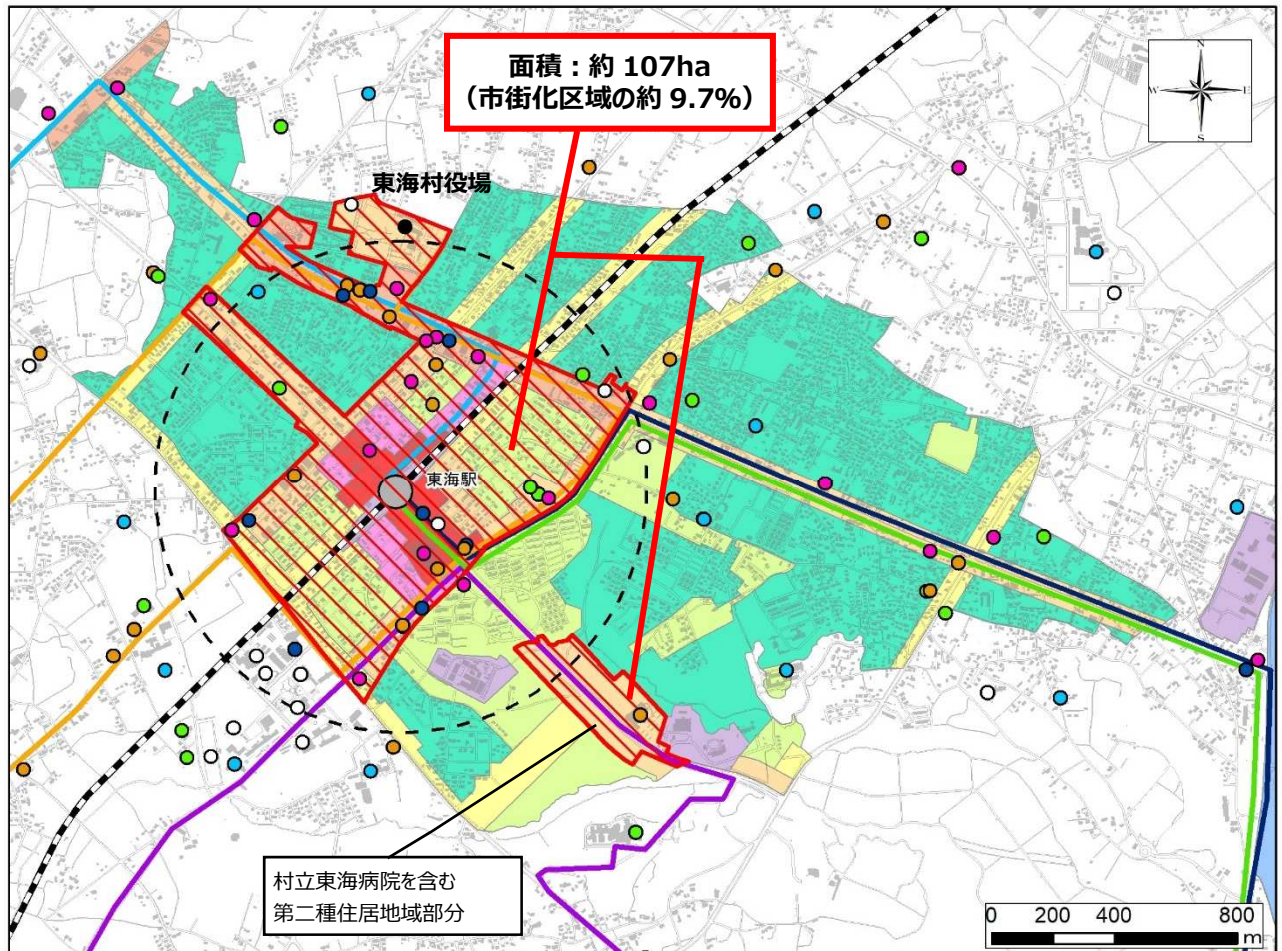 面積：約 107ha
（市街化区域の約 9.7%）
N
W
E
S
東海村役場
東海駅
村立東海病院を含む
第二種住居地域部分
0 200 400 800
m